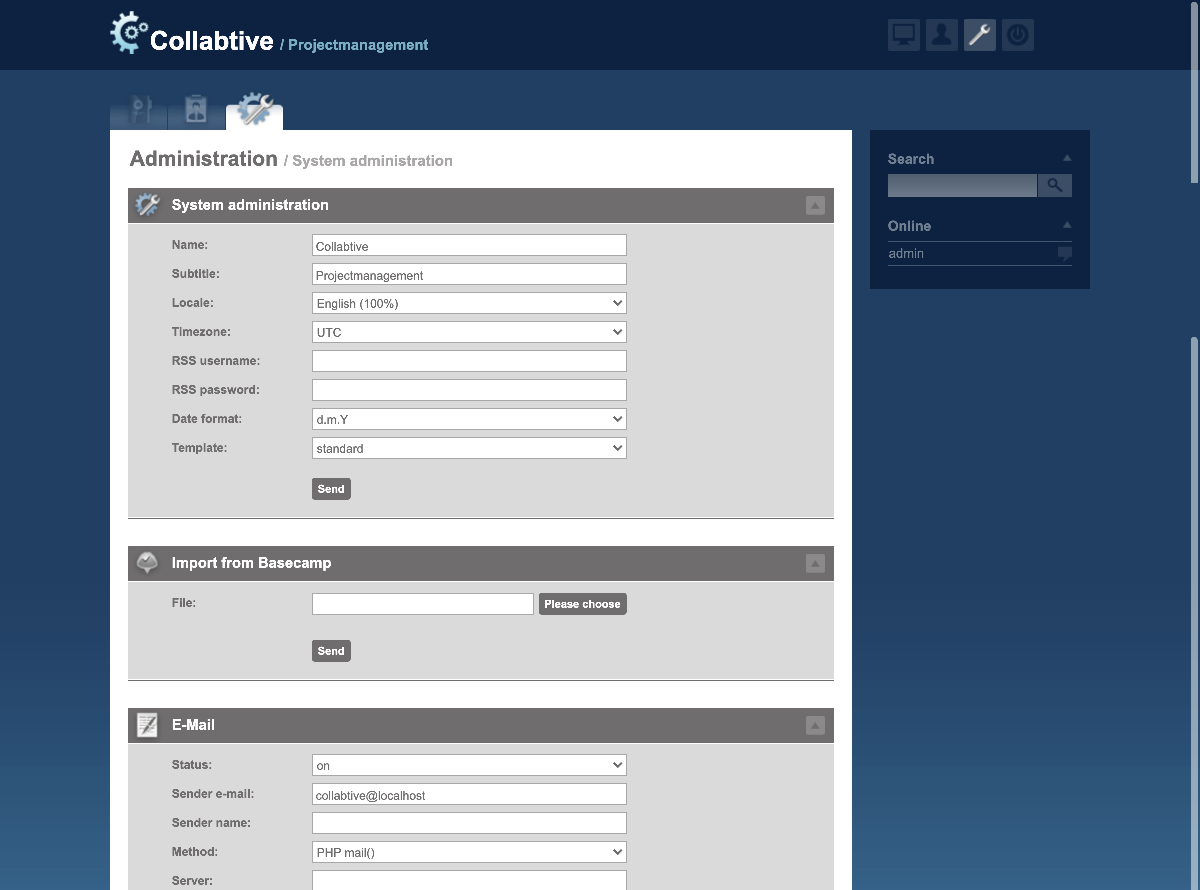 Collabtive / Projectmanagement
Administration / System administration
System administration
Name: Collabtive
Subtitle: Projectmanagement
Locale: English (100%)
Timezone: UTC
RSS username:
RSS password:
Date format: d.m.Y
Template: standard
Send
Import from Basecamp
File: Please choose
Send
E-Mail
Status: on
Sender e-mail: collabtive@localhost
Sender name:
Method: PHP mail()
Server:
Search
Online
admin